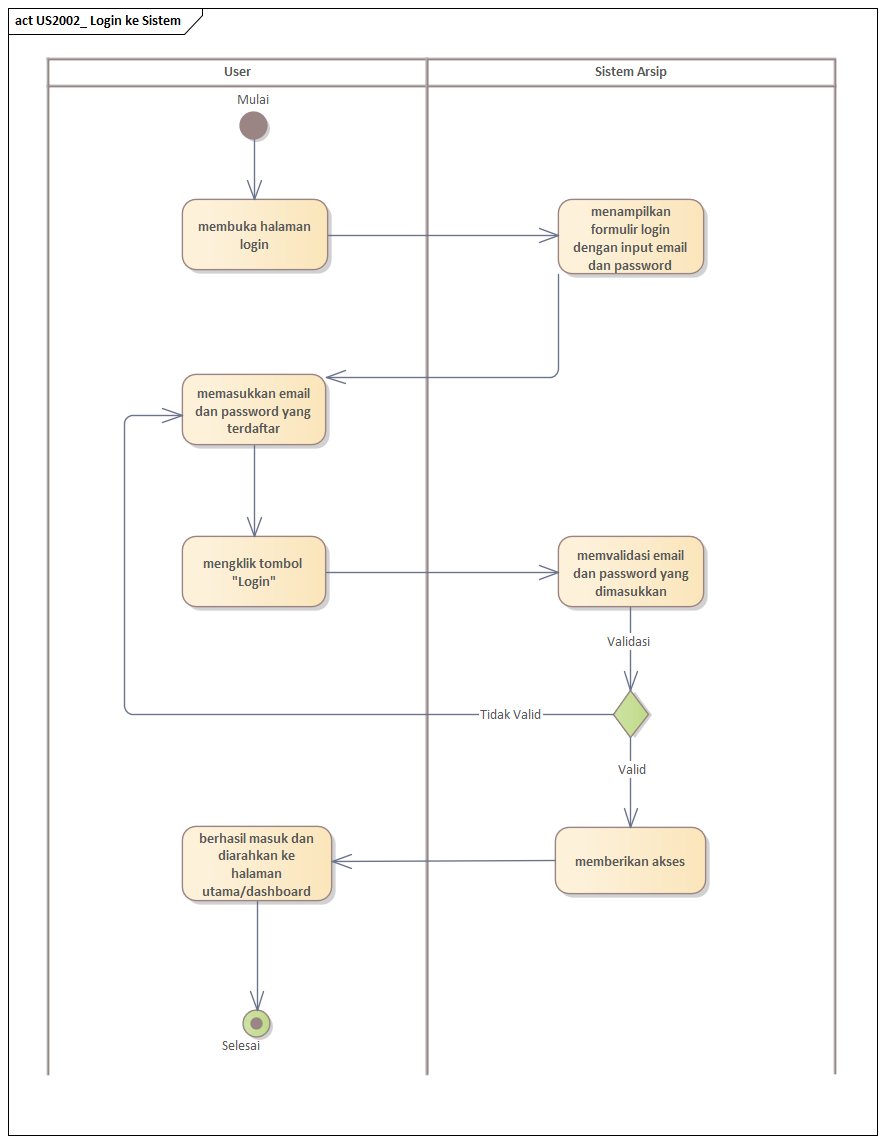 act US2002_ Login ke Sistem
User
Sistem Arsip
Mulai
membuka halaman
login
menampilkan
formulir login
dengan input email
dan password
memasukkan email
dan password yang
terdaftar
mengklik tombol
"Login"
memvalidasi email
dan password yang
dimasukkan
Validasi
Tidak Valid
Valid
berhasil masuk dan
diarahkan ke
halaman
utama/dashboard
memberikan akses
Selesai